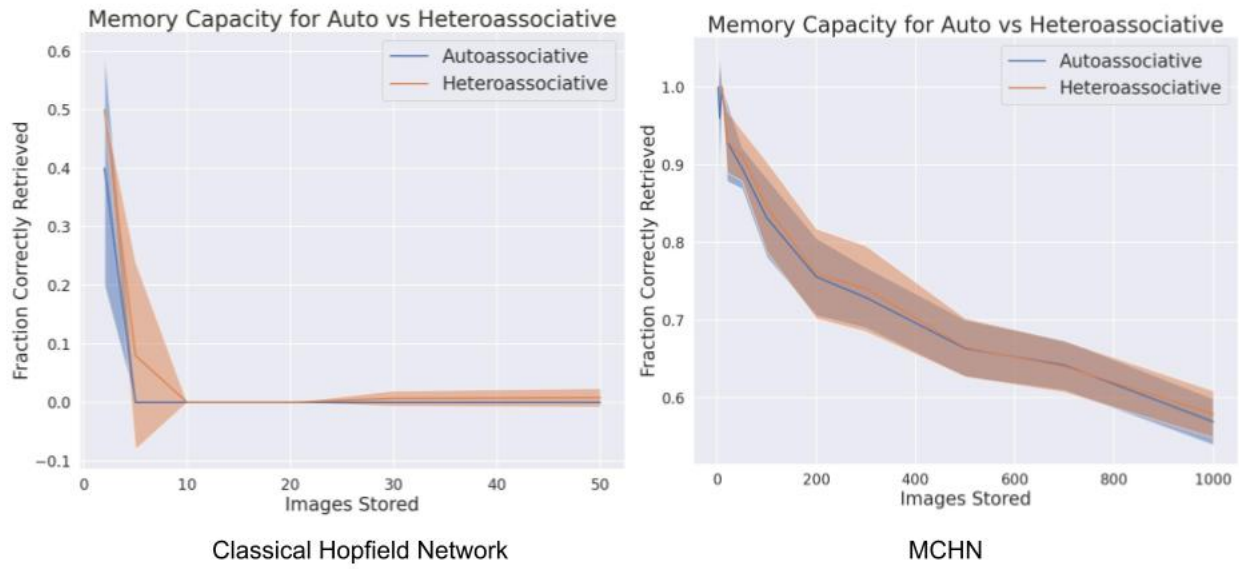 Memory Capacity for Auto vs Heteroassociative
Autoassociative
Heteroassociative
Fraction Correctly Retrieved
0.6
0.5
0.4
0.3
0.2
0.1
0.0
−0.1
0 10 20 30 40 50
Images Stored
Classical Hopfield Network
Memory Capacity for Auto vs Heteroassociative
Autoassociative
Heteroassociative
Fraction Correctly Retrieved
1.0
0.9
0.8
0.7
0.6
0 200 400 600 800 1000
Images Stored
MCHN